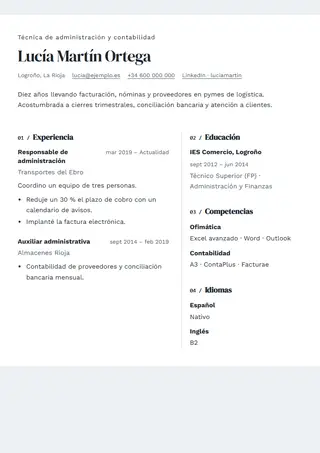 Técnica de administración y contabilidad
Lucía Martín Ortega
Logroño, La Rioja lucia@ejemplo.es +34 600 000 000 LinkedIn · luciamartin
Diez años llevando facturación, nóminas y proveedores en pymes de logística.
Acostumbrada a cierres trimestrales, conciliación bancaria y atención a clientes.
01 / Experiencia
Responsable de administración mar 2019 – Actualidad
Transportes del Ebro
Coordino un equipo de tres personas.
• Reduje un 30 % el plazo de cobro con un
calendario de avisos.
• Implanté la factura electrónica.
Auxiliar administrativa sept 2014 – feb 2019
Almacenes Rioja
• Contabilidad de proveedores y conciliación
bancaria mensual.
02 / Educación
IES Comercio, Logroño
sept 2012 – jun 2014
Técnico Superior (FP) ·
Administración y Finanzas
03 / Competencias
Ofimática
Excel avanzado · Word · Outlook
Contabilidad
A3 · ContaPlus · Facturae
04 / Idiomas
Español
Nativo
Inglés
B2